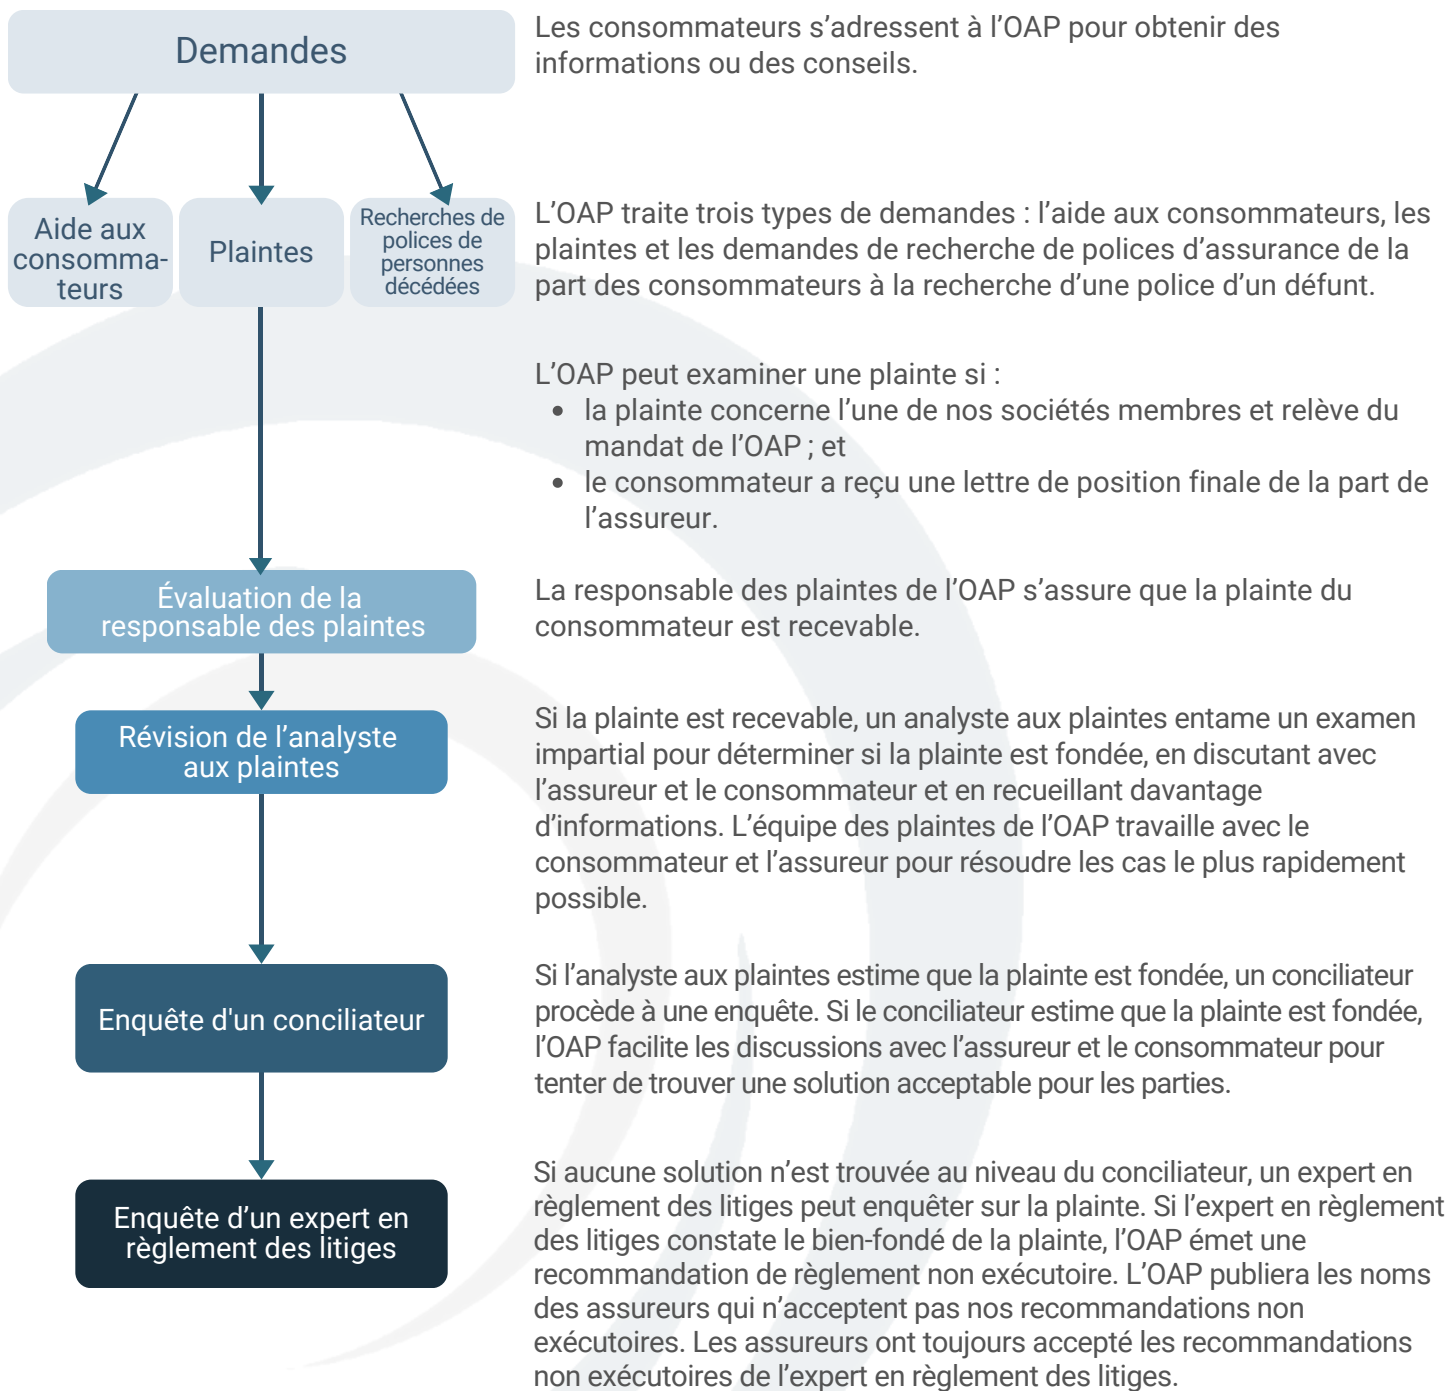 Demandes
Les consommateurs s’adressent à l’OAP pour obtenir des
informations ou des conseils.
Aide aux
consomma-
teurs
Plaintes
Recherches de
polices de
personnes
décédées
L’OAP traite trois types de demandes : l’aide aux consommateurs, les
plaintes et les demandes de recherche de polices d’assurance de la
part des consommateurs à la recherche d’une police d’un défunt.
L’OAP peut examiner une plainte si :
• la plainte concerne l’une de nos sociétés membres et relève du
mandat de l’OAP ; et
• le consommateur a reçu une lettre de position finale de la part de
l’assureur.
Évaluation de la
responsable des plaintes
La responsable des plaintes de l’OAP s’assure que la plainte du
consommateur est recevable.
Révision de l’analyste
aux plaintes
Si la plainte est recevable, un analyste aux plaintes entame un examen
impartial pour déterminer si la plainte est fondée, en discutant avec
l’assureur et le consommateur et en recueillant davantage
d’informations. L’équipe des plaintes de l’OAP travaille avec le
consommateur et l’assureur pour résoudre les cas le plus rapidement
possible.
Enquête d'un conciliateur
Si l’analyste aux plaintes estime que la plainte est fondée, un conciliateur
procède à une enquête. Si le conciliateur estime que la plainte est fondée,
l’OAP facilite les discussions avec l’assureur et le consommateur pour
tenter de trouver une solution acceptable pour les parties.
Enquête d’un expert en
règlement des litiges
Si aucune solution n’est trouvée au niveau du conciliateur, un expert en
règlement des litiges peut enquêter sur la plainte. Si l’expert en règlement
des litiges constate le bien-fondé de la plainte, l’OAP émet une
recommandation de règlement non exécutoire. L’OAP publiera les noms
des assureurs qui n’acceptent pas nos recommandations non
exécutoires. Les assureurs ont toujours accepté les recommandations
non exécutoires de l’expert en règlement des litiges.